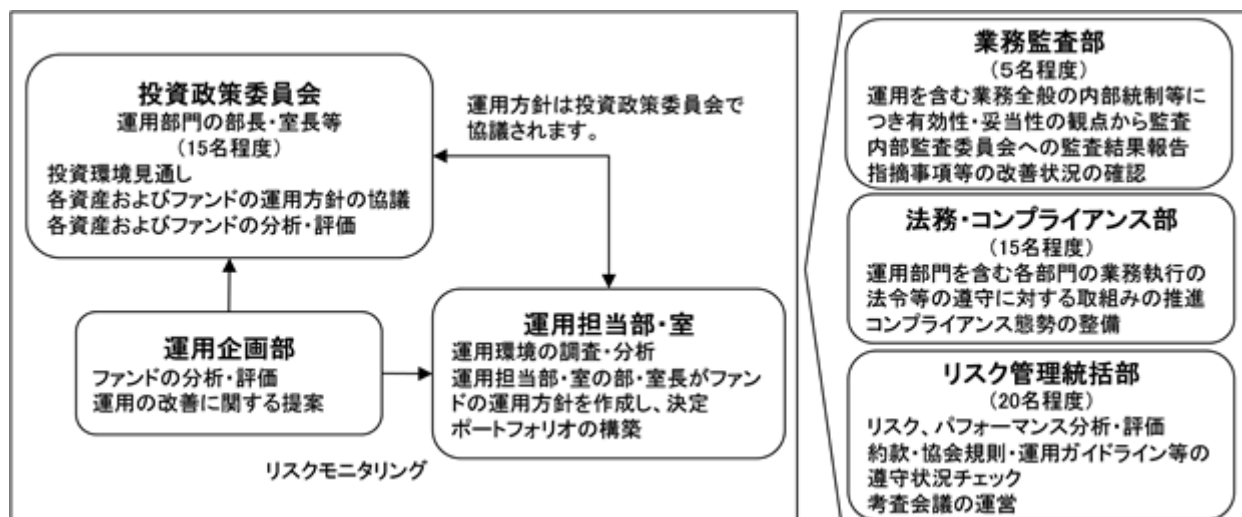 投資政策委員会
運用部門の部長・室長等
(15名程度)
投資環境見通し
各資産およびファンドの運用方針の協議
各資産およびファンドの分析・評価
運用方針は投資政策委員会で
協議されます。
運用企画部
ファンドの分析・評価
運用の改善に関する提案
運用担当部・室
運用環境の調査・分析
運用担当部・室の部・室長がファン
ドの運用方針を作成し、決定
ポートフォリオの構築
リスクモニタリング
業務監査部
(5名程度)
運用を含む業務全般の内部統制等に
つき有効性・妥当性の観点から監査
内部監査委員会への監査結果報告
指摘事項等の改善状況の確認
法務・コンプライアンス部
(15名程度)
運用部門を含む各部門の業務執行の
法令等の遵守に対する取組みの推進
コンプライアンス態勢の整備
リスク管理統括部
(20名程度)
リスク、パフォーマンス分析・評価
約款・協会規則・運用ガイドライン等の
遵守状況チェック
考査会議の運営